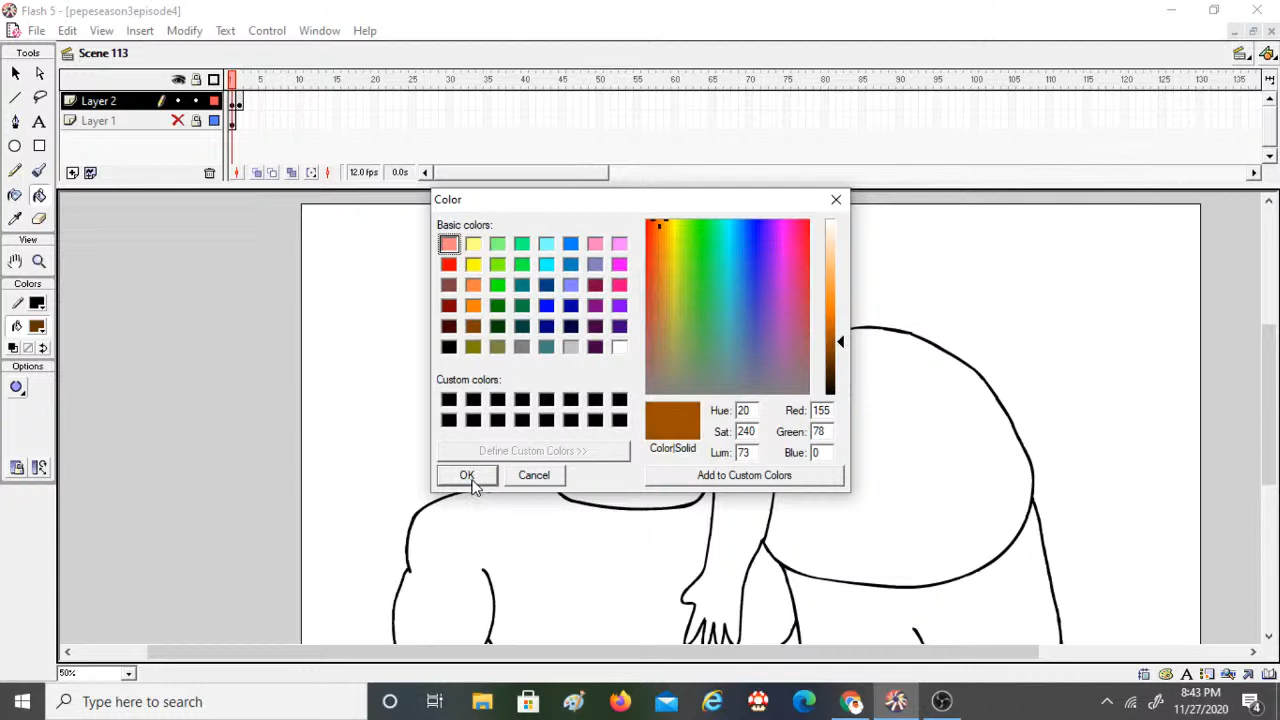 Flash 5 - [pepeseason3episode4]
File Edit View Insert Modify Text Control Window Help
Tools
Scene 113
5 10 15 20 25 30 35 40 45 50 55 60 65 70 75 80 85 90 95 100 105 110 115 120 125 130 135
Layer 2
Layer 1
12.0 fps 0.0s
View
Colors
Options
Color
Basic colors:
Custom colors:
Define Custom Colors >>
OK Cancel
Color|Solid
Hue: 20 Red: 155
Sat: 240 Green: 78
Lum: 73 Blue: 0
Add to Custom Colors
50%
Type here to search
8:43 PM
11/27/2020
4